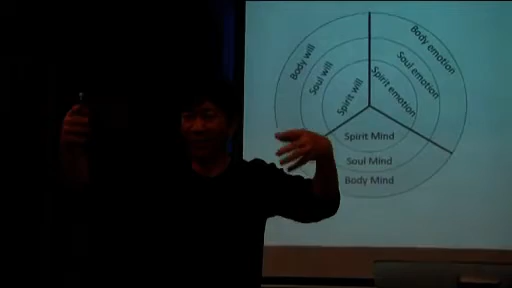 Body will
Soul will
Spirit will
Body emotion
Soul emotion
Spirit emotion
Spirit Mind
Soul Mind
Body Mind